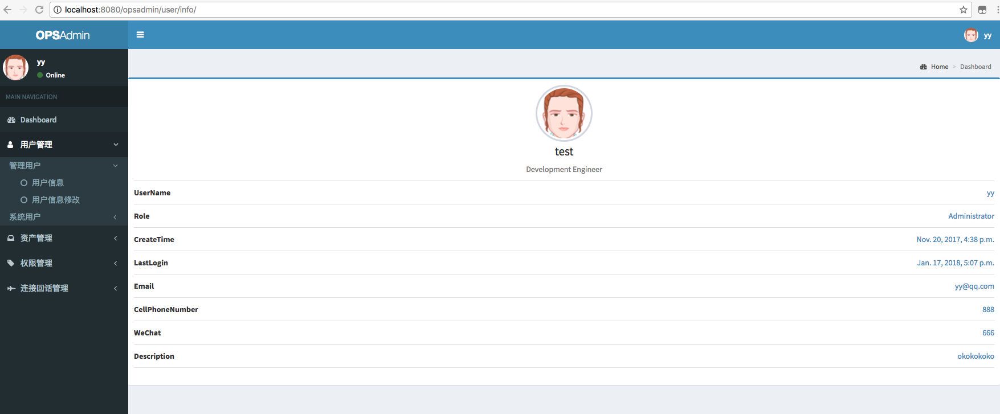 localhost:8080/opsadmin/user/info/
OPSAdmin
yy
yy
Online
Home > Dashboard
MAIN NAVIGATION
Dashboard
用户管理
管理用户
用户信息
用户信息修改
系统用户
资产管理
权限管理
连接回话管理
test
Development Engineer
UserName yy
Role Administrator
CreateTime Nov. 20, 2017, 4:38 p.m.
LastLogin Jan. 17, 2018, 5:07 p.m.
Email yy@qq.com
CellPhoneNumber 888
WeChat 666
Description okokokoko